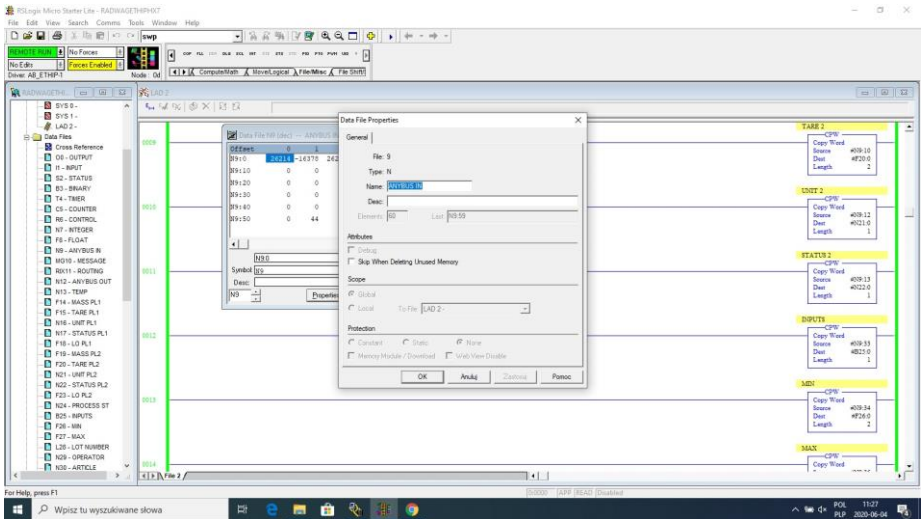 RSLogix Micro Starter Lite - RADWAGETHIPHX7
File Edit View Search Comms Tools Window Help
swp
REMOTE RUN No Forces
No Edits Forces Enabled
Driver: AB_ETHIP-1 Node: 0d
Compute/Math Move/Logical File/Misc File Shift/
RADWAGETHI...
LAD 2
SYS 0 -
SYS 1 -
LAD 2 -
Data Files
Cross Reference
O0 - OUTPUT
I1 - INPUT
S2 - STATUS
B3 - BINARY
T4 - TIMER
C5 - COUNTER
R6 - CONTROL
N7 - INTEGER
F8 - FLOAT
N9 - ANYBUS IN
MG10 - MESSAGE
RIX11 - ROUTING
N12 - ANYBUS OUT
N13 - TEMP
F14 - MASS PL1
F15 - TARE PL1
N16 - UNIT PL1
N17 - STATUS PL1
F18 - LO PL1
F19 - MASS PL2
F20 - TARE PL2
N21 - UNIT PL2
N22 - STATUS PL2
F23 - LO PL2
N24 - PROCESS ST
B25 - INPUTS
F26 - MIN
F27 - MAX
L28 - LOT NUMBER
N29 - OPERATOR
N30 - ARTICLE
0009
0010
0011
0012
0013
0014
File 2
Data File N9 (dec) -- ANYBUS IN
Offset 0 1
N9:0 26214 -16378 262
N9:10 0 0
N9:20 0 0
N9:30 0 0
N9:40 0 0
N9:50 0 44
N9:0
Symbol: N9
Desc:
N9 Properties
Data File Properties
General
File: 9
Type: N
Name: ANYBUS IN
Desc:
Elements: 60 Last: N9:59
Attributes
Debug
Skip When Deleting Unused Memory
Scope
Global
Local To File: LAD 2 -
Protection
Constant Static None
Memory Module / Download Web View Disable
OK Anuluj Zastosuj Pomoc
TARE 2
CPW
Copy Word
Source #N9:10
Dest #F20:0
Length 2
UNIT 2
CPW
Copy Word
Source #N9:12
Dest #N21:0
Length 1
STATUS 2
CPW
Copy Word
Source #N9:13
Dest #N22:0
Length 1
INPUTS
CPW
Copy Word
Source #N9:33
Dest #B25:0
Length 1
MIN
CPW
Copy Word
Source #N9:34
Dest #F26:0
Length 2
MAX
CPW
Copy Word
For Help, press F1
2:0000 APP READ Disabled
Wpisz tu wyszukiwane słowa
POL 11:27
PLP 2020-06-04